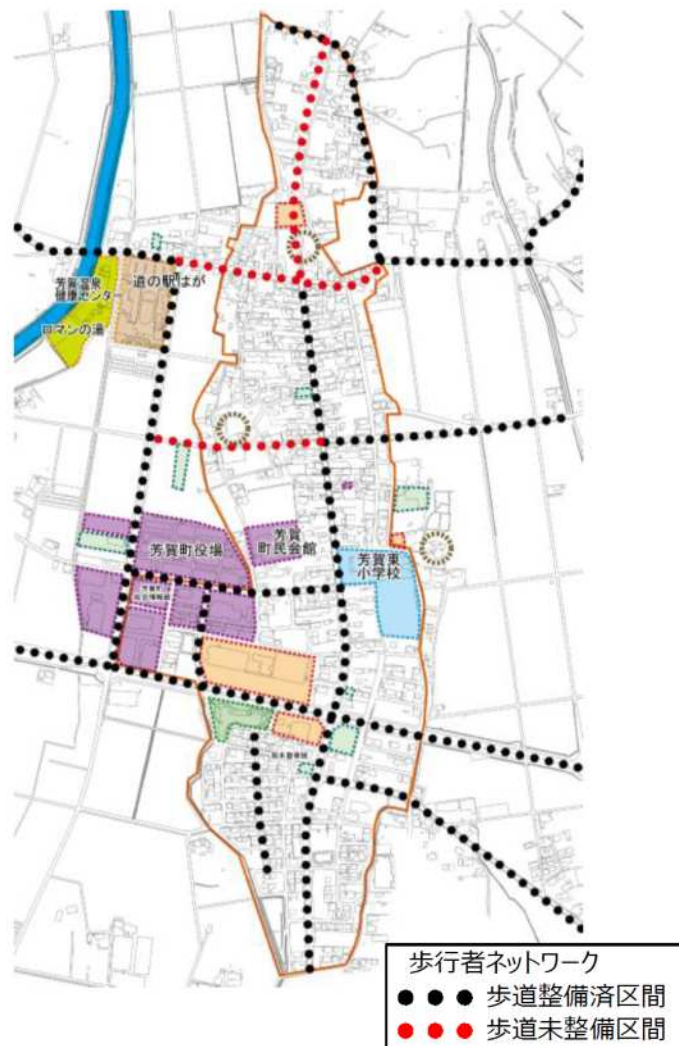 道の駅はが
芳賀温泉
健康センター
ロマンの湯
芳賀町役場
芳賀
町民会館
芳賀東
小学校
歩行者ネットワーク
歩道整備済区間
歩道未整備区間